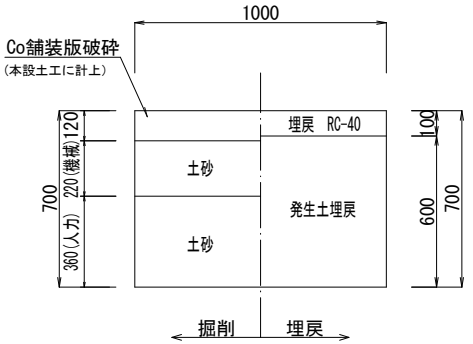 1000
Co舗装版破砕
(本設土工に計上)
120
220(機械)
360(人力)
700
埋戻 RC-40
土砂
土砂
発生土埋戻
100
600
700
掘削
埋戻